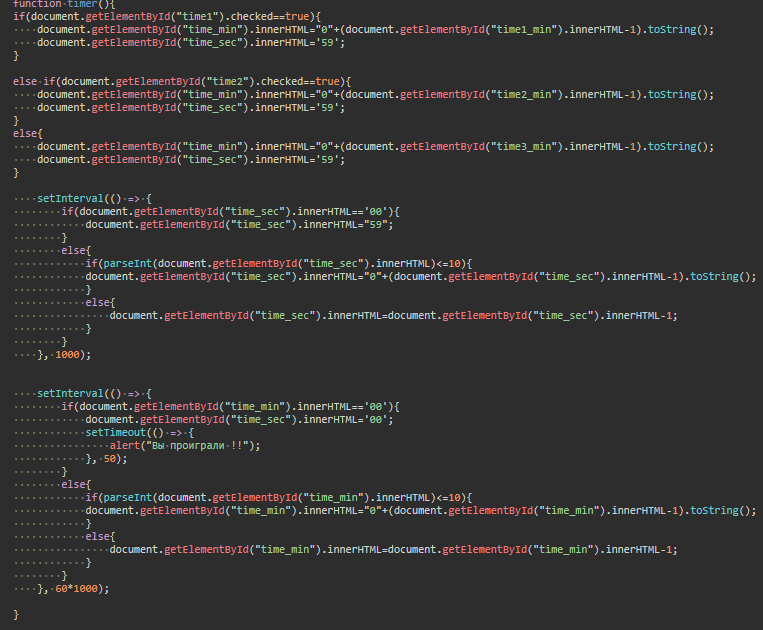 function timer(){
if(document.getElementById("time1").checked==true){
    document.getElementById("time_min").innerHTML="0"+(document.getElementById("time1_min").innerHTML-1).toString();
    document.getElementById("time_sec").innerHTML='59';
}
else if(document.getElementById("time2").checked==true){
    document.getElementById("time_min").innerHTML="0"+(document.getElementById("time2_min").innerHTML-1).toString();
    document.getElementById("time_sec").innerHTML='59';
}
else{
    document.getElementById("time_min").innerHTML="0"+(document.getElementById("time3_min").innerHTML-1).toString();
    document.getElementById("time_sec").innerHTML='59';
}
    setInterval(() => {
        if(document.getElementById("time_sec").innerHTML=='00'){
            document.getElementById("time_sec").innerHTML="59";
        }
        else{
            if(parseInt(document.getElementById("time_sec").innerHTML)<=10){
            document.getElementById("time_sec").innerHTML="0"+(document.getElementById("time_sec").innerHTML-1).toString();
            }
            else{
                document.getElementById("time_sec").innerHTML=document.getElementById("time_sec").innerHTML-1;
            }
        }
    }, 1000);
    setInterval(() => {
        if(document.getElementById("time_min").innerHTML=='00'){
            document.getElementById("time_sec").innerHTML='00';
            setTimeout(() => {
                alert("Вы проиграли !!");
            }, 50);
        }
        else{
            if(parseInt(document.getElementById("time_min").innerHTML)<=10){
            document.getElementById("time_min").innerHTML="0"+(document.getElementById("time_min").innerHTML-1).toString();
            }
            else{
                document.getElementById("time_min").innerHTML=document.getElementById("time_min").innerHTML-1;
            }
        }
    }, 60*1000);
}